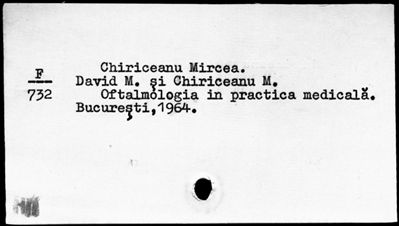 Chiriceanu Mircea.
F
732
David M. și Chiriceanu M.
Oftalmologia in practica medicală.
București,1964.